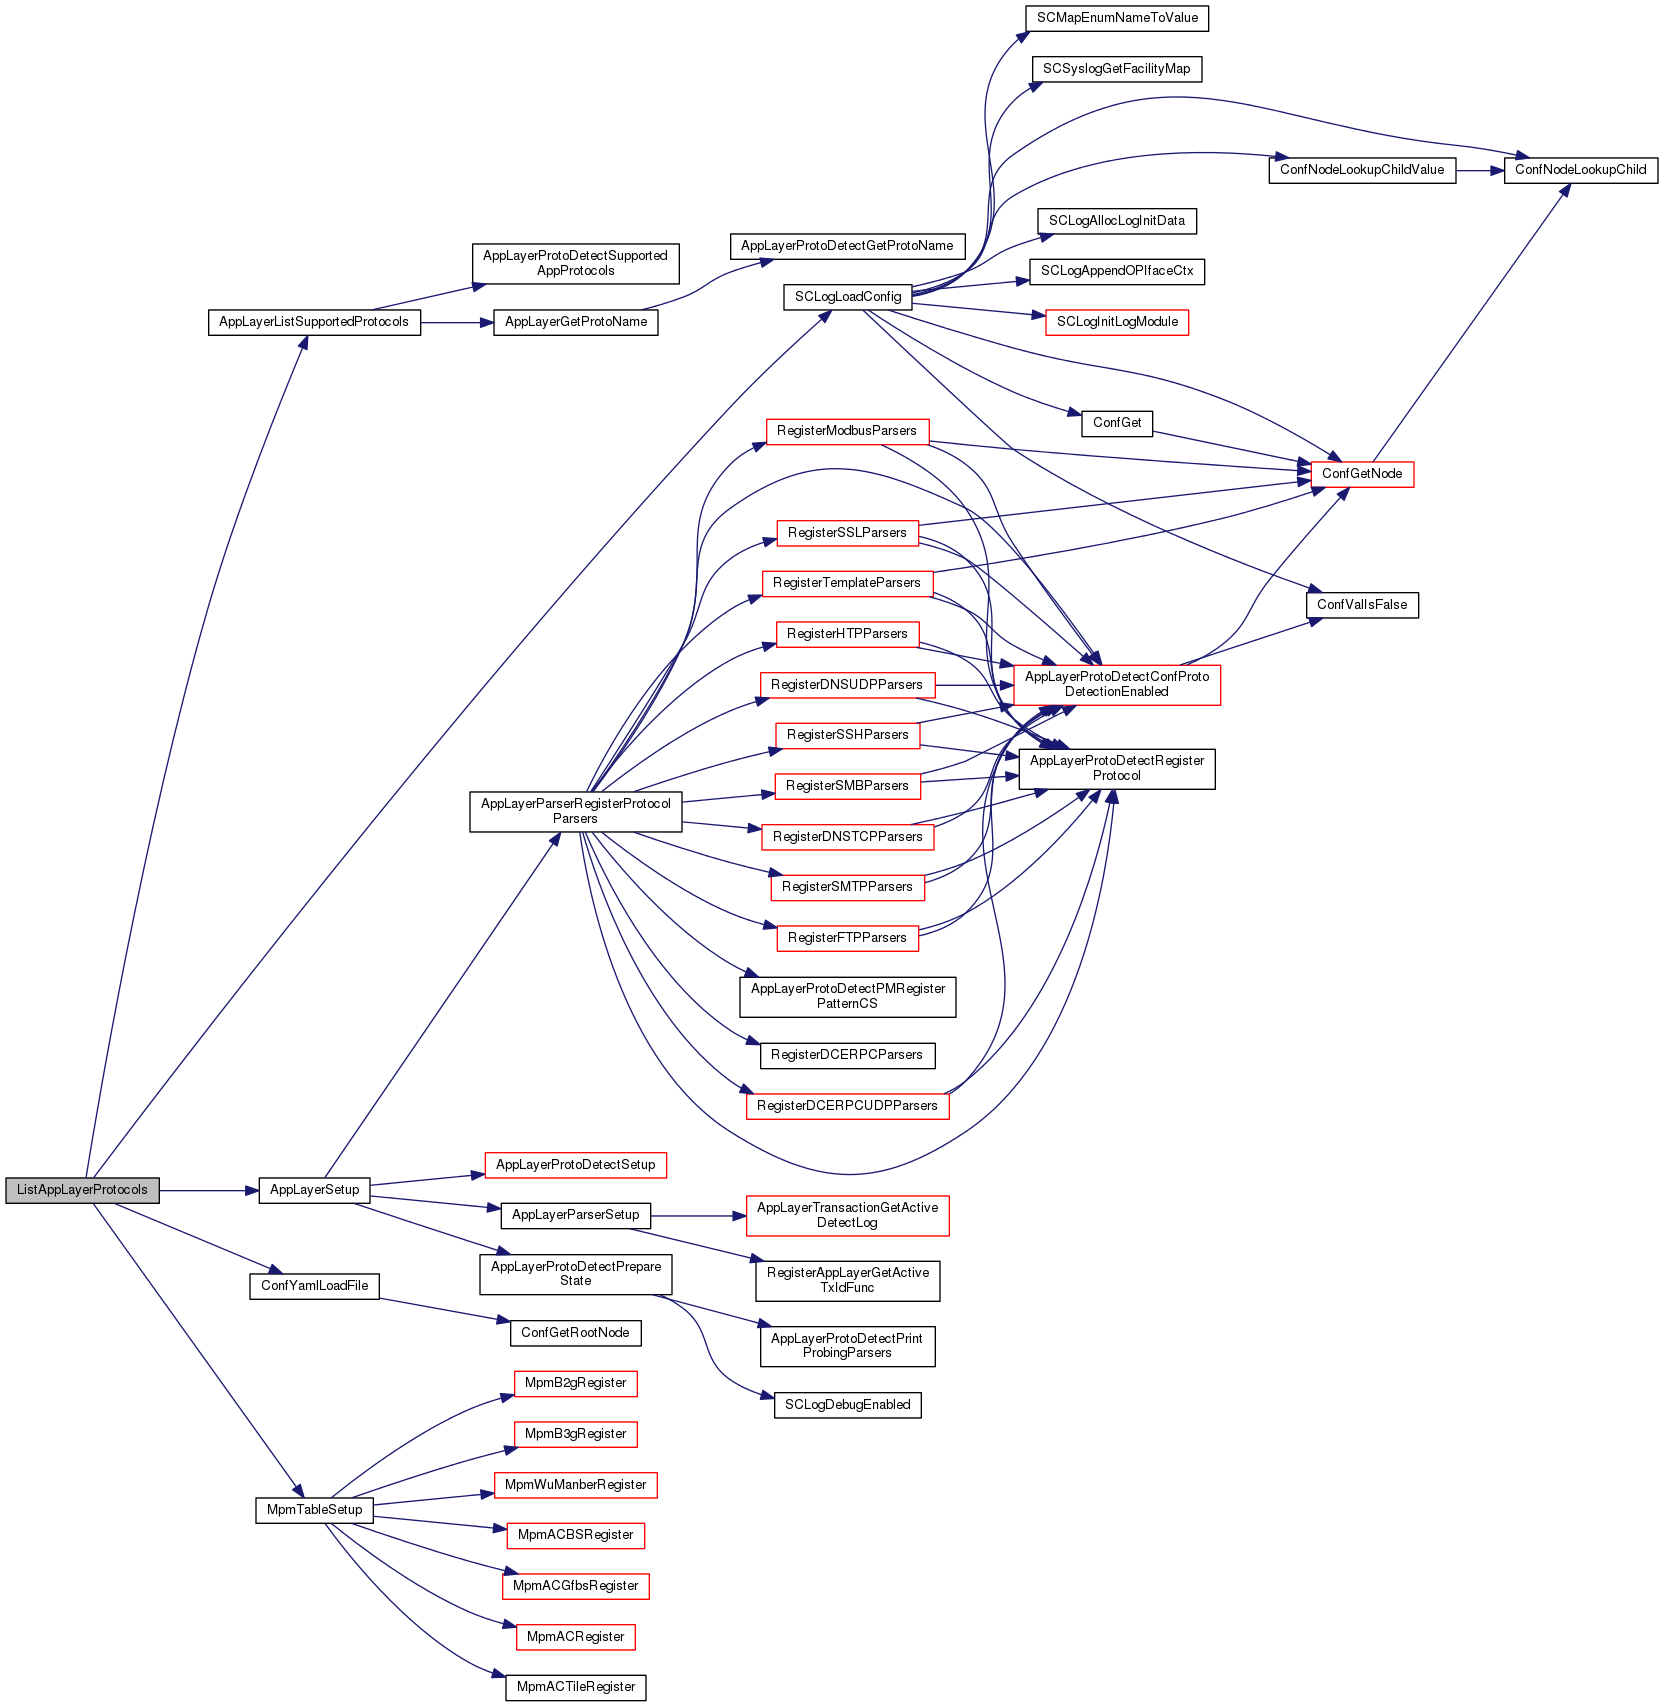 SCMapEnumNameToValue
SCSyslogGetFacilityMap
ConfNodeLookupChildValue
ConfNodeLookupChild
SCLogAllocLogInitData
AppLayerProtoDetectSupported
AppProtocols
AppLayerProtoDetectGetProtoName
SCLogAppendOPIfaceCtx
SCLogLoadConfig
AppLayerListSupportedProtocols
AppLayerGetProtoName
SCLogInitLogModule
ConfGet
RegisterModbusParsers
ConfGetNode
RegisterSSLParsers
RegisterTemplateParsers
ConfValIsFalse
RegisterHTPParsers
RegisterDNSUDPParsers
AppLayerProtoDetectConfProto
DetectionEnabled
RegisterSSHParsers
AppLayerProtoDetectRegister
Protocol
RegisterSMBParsers
AppLayerParserRegisterProtocol
Parsers
RegisterDNSTCPParsers
RegisterSMTPParsers
RegisterFTPParsers
AppLayerProtoDetectPMRegister
PatternCS
RegisterDCERPCParsers
RegisterDCERPCUDPParsers
AppLayerProtoDetectSetup
ListAppLayerProtocols
AppLayerSetup
AppLayerParserSetup
AppLayerTransactionGetActive
DetectLog
AppLayerProtoDetectPrepare
State
RegisterAppLayerGetActive
TxIdFunc
ConfYamlLoadFile
ConfGetRootNode
AppLayerProtoDetectPrint
ProbingParsers
MpmB2gRegister
SCLogDebugEnabled
MpmB3gRegister
MpmWuManberRegister
MpmTableSetup
MpmACBSRegister
MpmACGfbsRegister
MpmACRegister
MpmACTileRegister